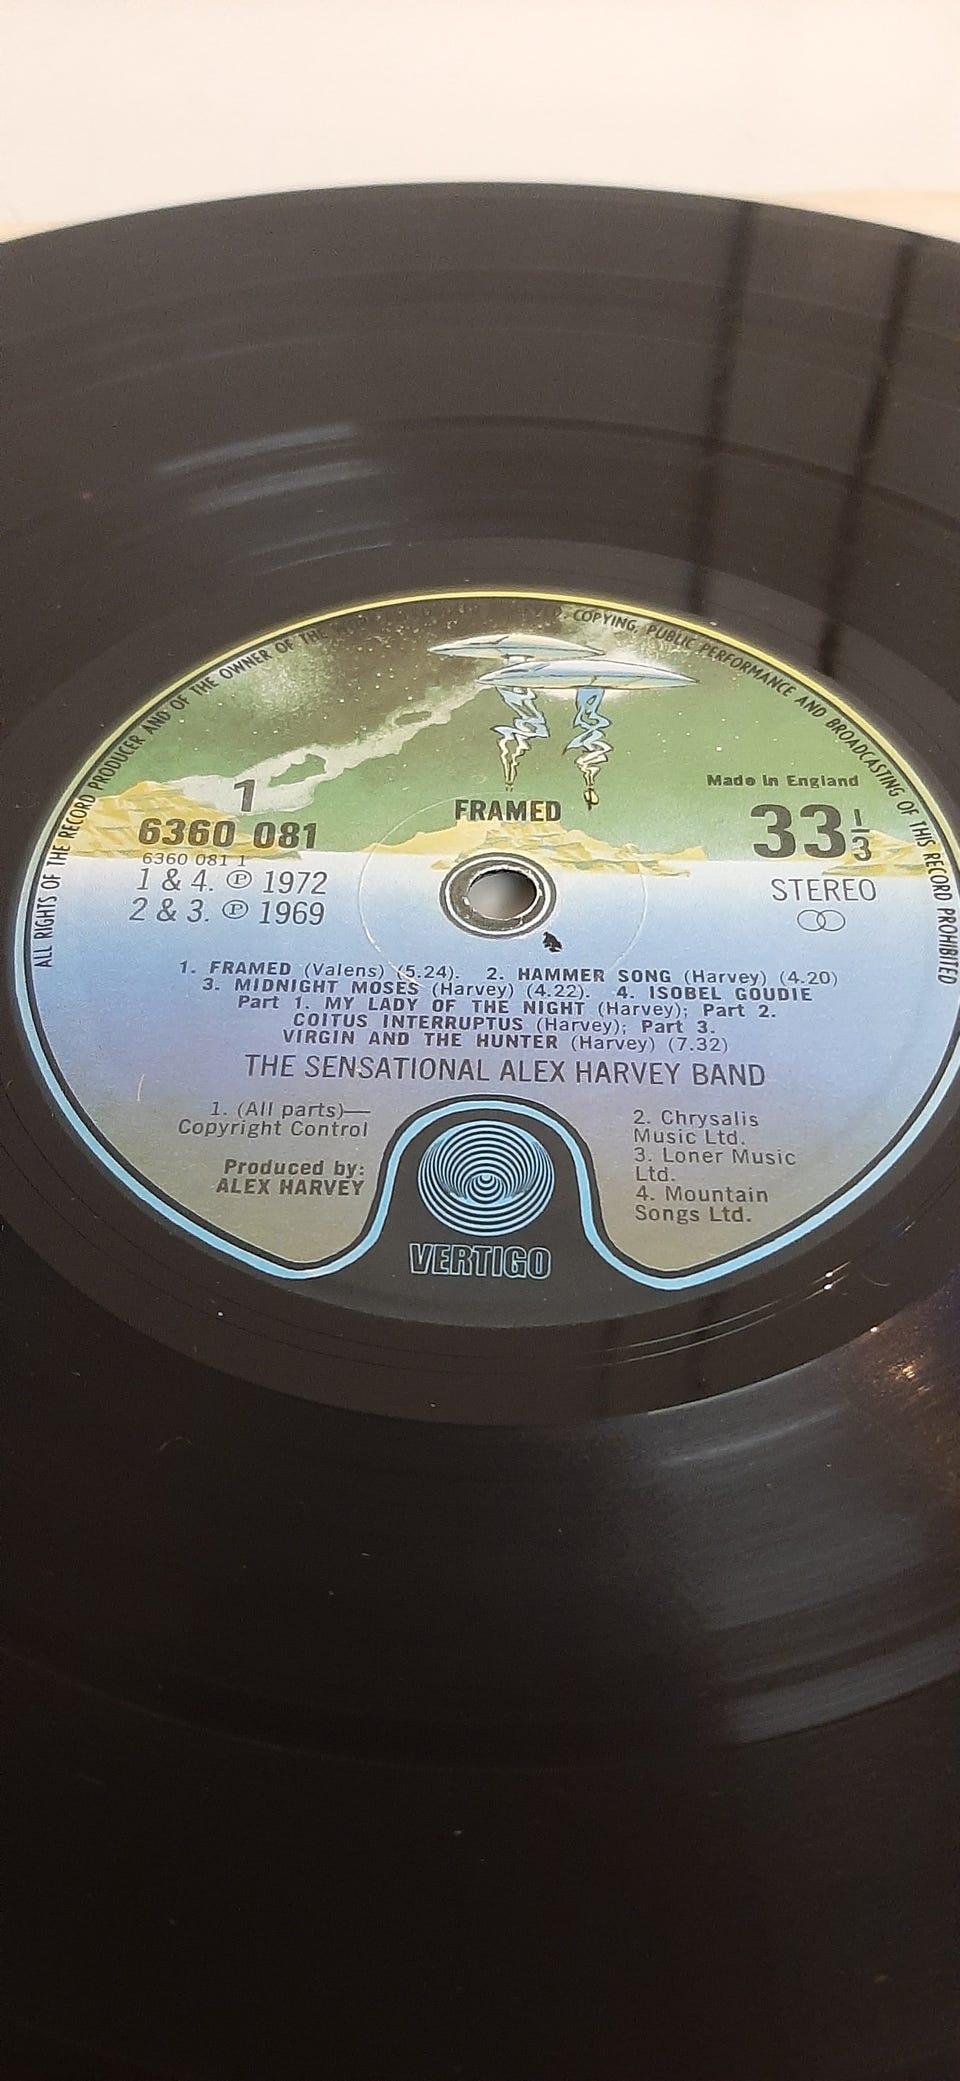 ALL RIGHTS OF THE RECORD PRODUCER AND OF THE OWNER OF THE
COPYING, PUBLIC PERFORMANCE AND BROADCASTING OF THIS RECORD PROHIBITED
Made in England
1
FRAMED
33 1/3
6360 081
6360 081 1
1 & 4. ℗ 1972
STEREO
2 & 3. ℗ 1969
1. FRAMED (Valens) (5.24). 2. HAMMER SONG (Harvey) (4.20)
3. MIDNIGHT MOSES (Harvey) (4.22). 4. ISOBEL GOUDIE
Part 1. MY LADY OF THE NIGHT (Harvey); Part 2.
COITUS INTERRUPTUS (Harvey); Part 3.
VIRGIN AND THE HUNTER (Harvey) (7.32)
THE SENSATIONAL ALEX HARVEY BAND
1. (All parts)—
Copyright Control
Produced by:
ALEX HARVEY
2. Chrysalis
Music Ltd.
3. Loner Music
Ltd.
4. Mountain
Songs Ltd.
VERTIGO